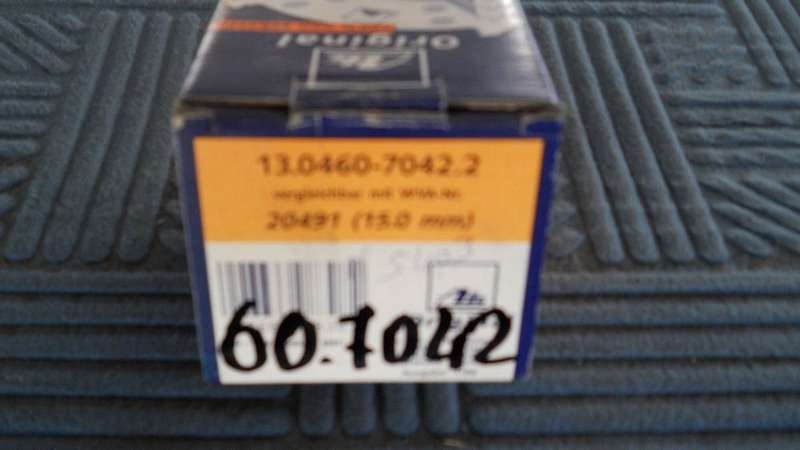 Original
13.0460-7042.2
vergleichbar mit WVA-Nr.
20491 (15.0 mm)
60.7042